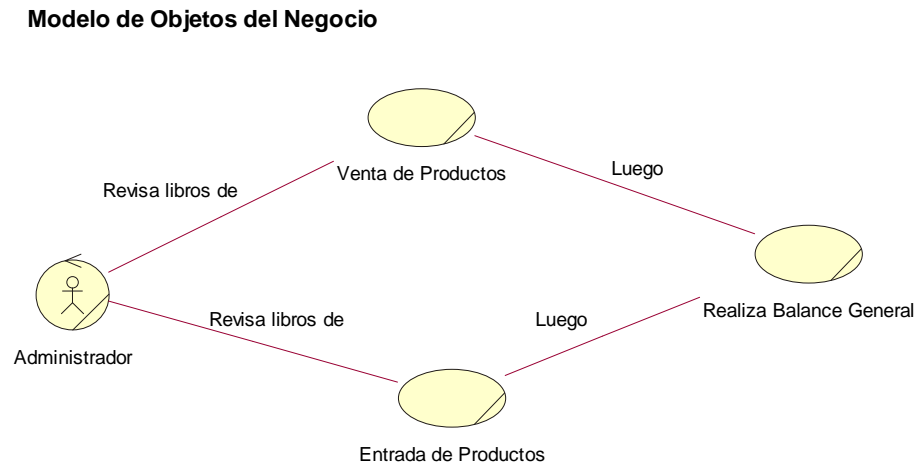 Modelo de Objetos del Negocio
Venta de Productos
Luego
Revisa libros de
Realiza Balance General
Revisa libros de
Luego
Administrador
Entrada de Productos